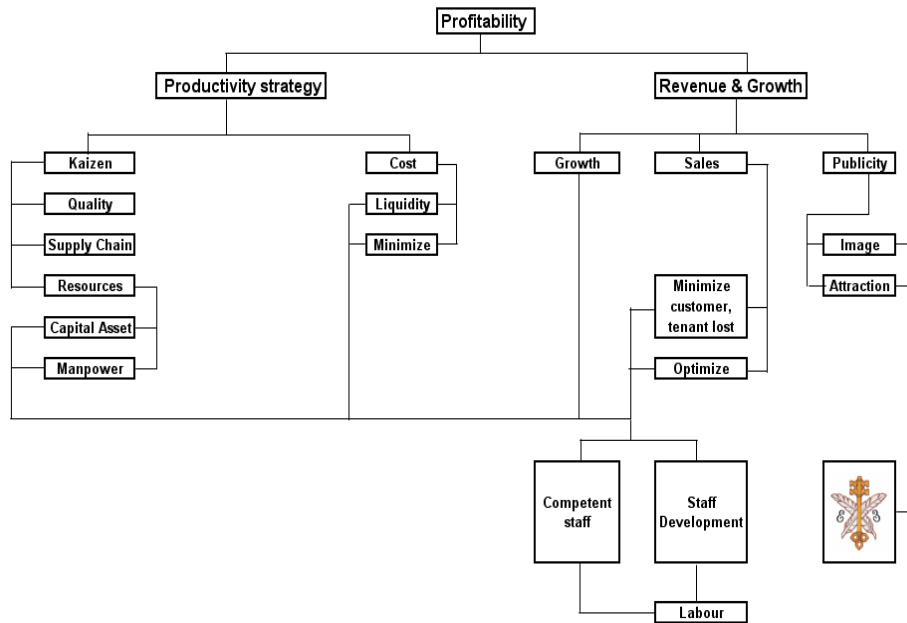 Profitability
Productivity strategy
Revenue & Growth
Kaizen
Cost
Growth
Sales
Publicity
Quality
Liquidity
Supply Chain
Minimize
Image
Resources
Minimize
customer,
tenant lost
Attraction
Capital Asset
Manpower
Optimize
Competent
staff
Staff
Development
Labour